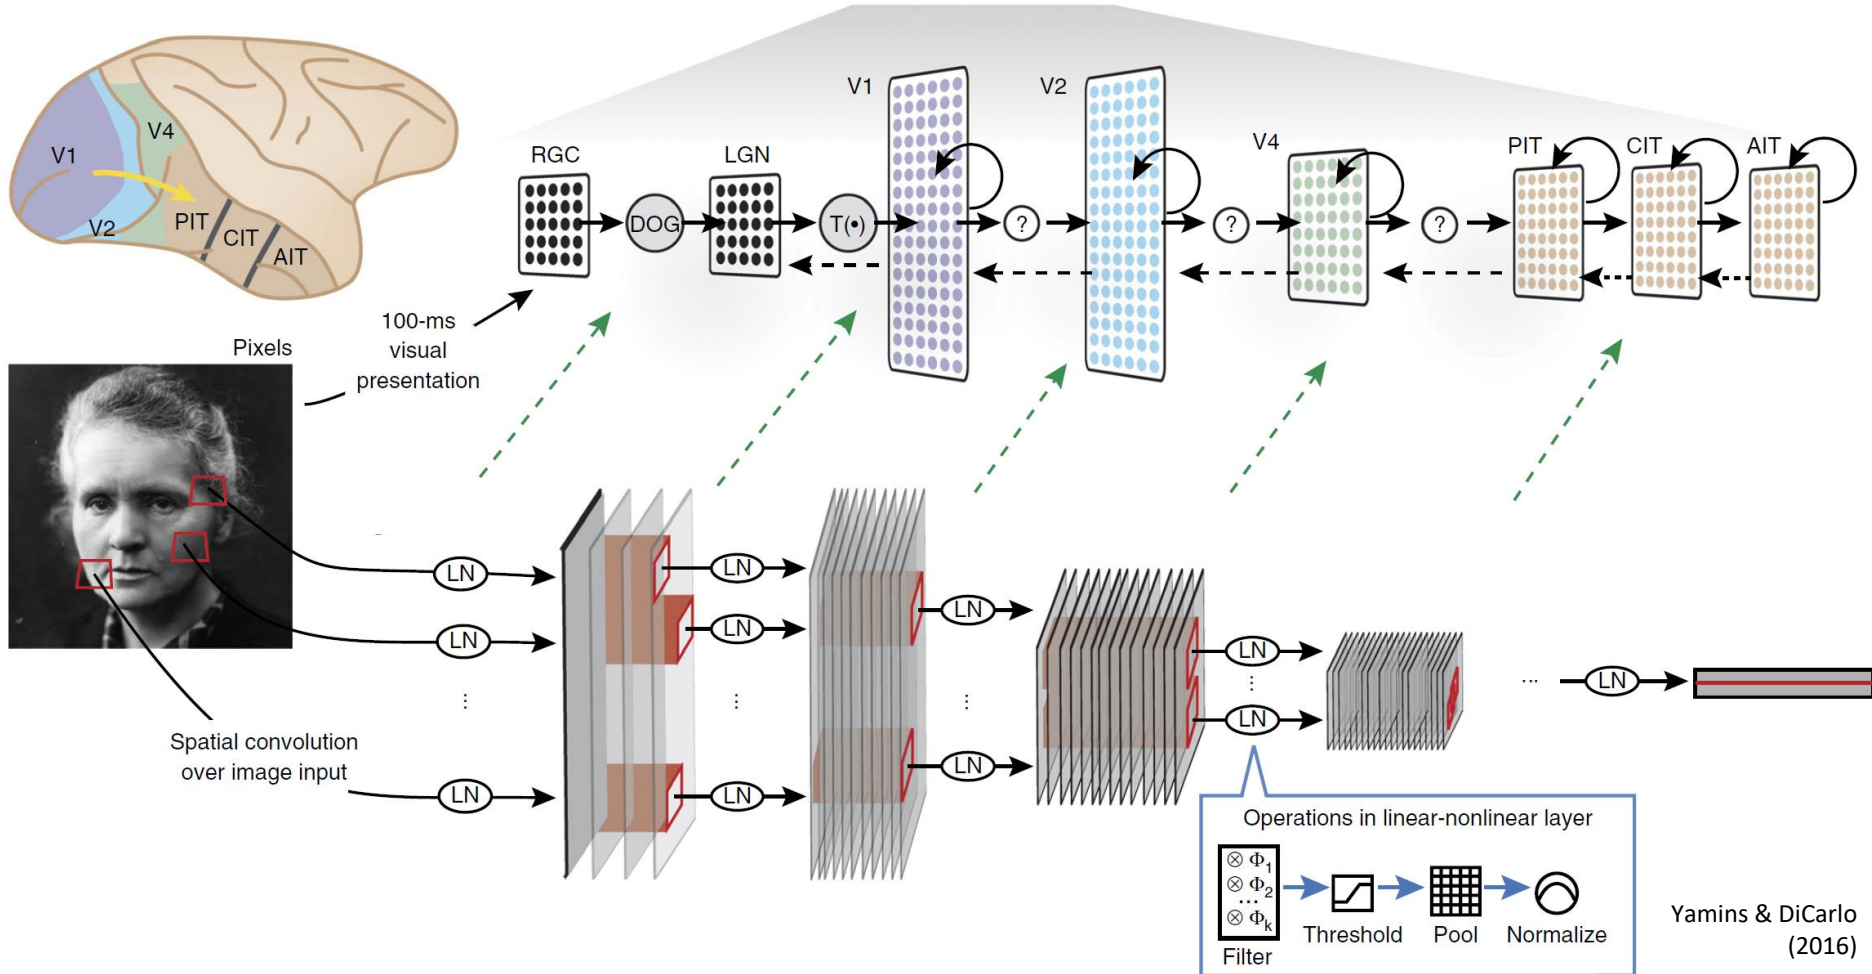 V1
V2
V4
PIT
CIT
AIT
RGC
DOG
LGN
T(•)
V1
?
V2
?
V4
?
PIT
CIT
AIT
100-ms
visual
presentation
Pixels
LN
LN
⋮
LN
Spatial convolution
over image input
LN
LN
⋮
LN
LN
⋮
LN
LN
⋮
LN
...
LN
Operations in linear-nonlinear layer
⊗ Φ1
⊗ Φ2
...
⊗ Φk
Filter
Threshold
Pool
Normalize
Yamins & DiCarlo
(2016)